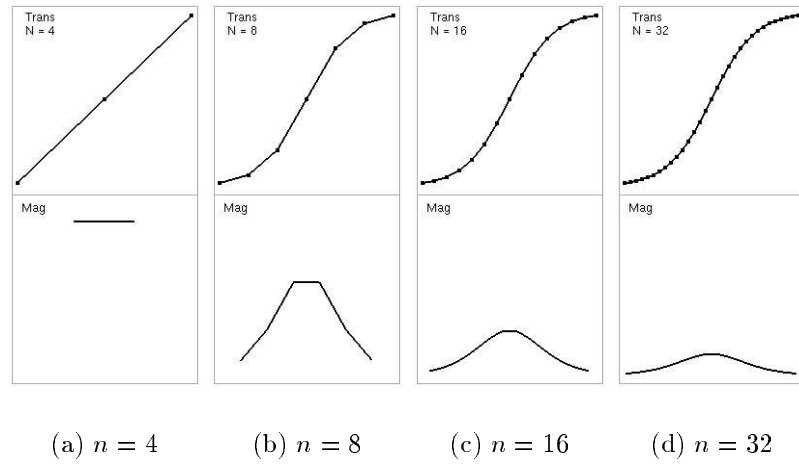 Trans
N = 4
Trans
N = 8
Trans
N = 16
Trans
N = 32
Mag
Mag
Mag
Mag
(a) n = 4
(b) n = 8
(c) n = 16
(d) n = 32